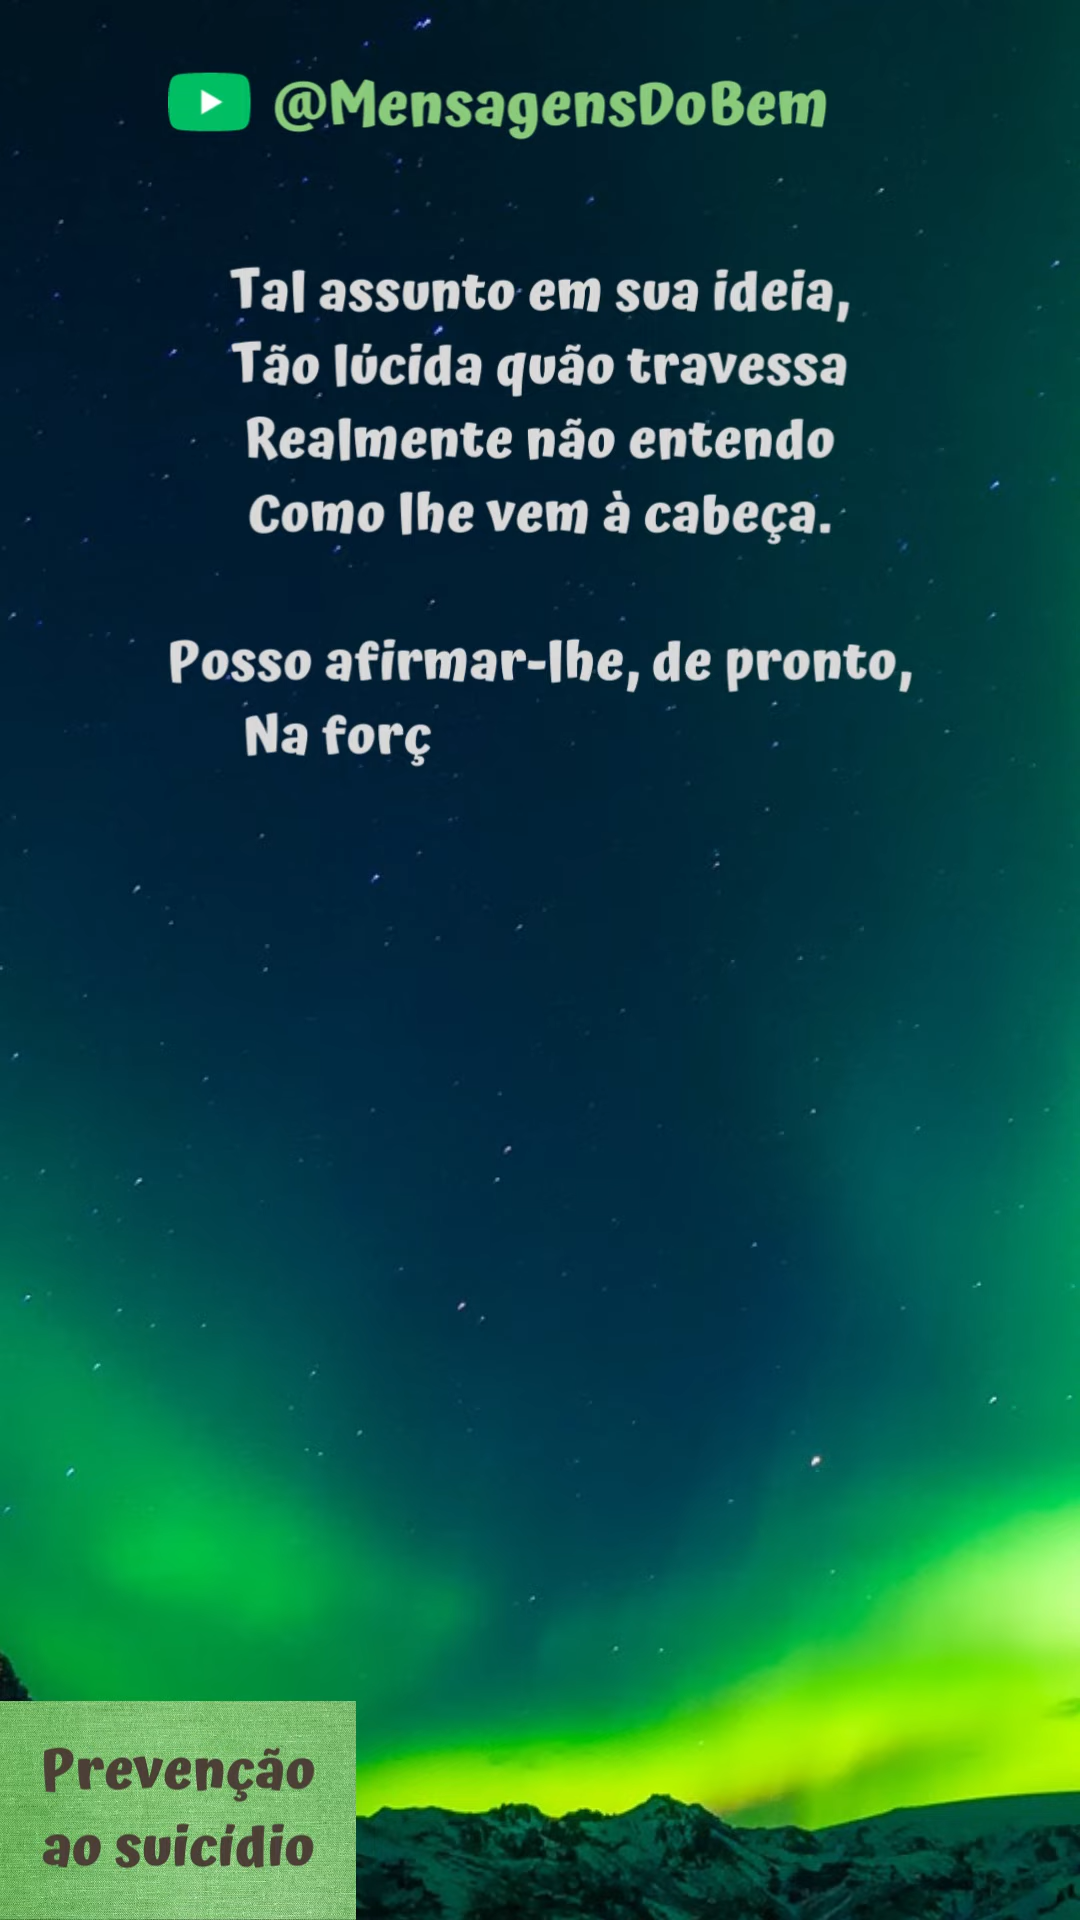 @MensagensDoBem
Tal assunto em sua ideia,
Tão lúcida quão travessa
Realmente não entendo
Como lhe vem à cabeça.
Posso afirmar-lhe, de pronto,
Na forç
Prevenção
ao suicídio